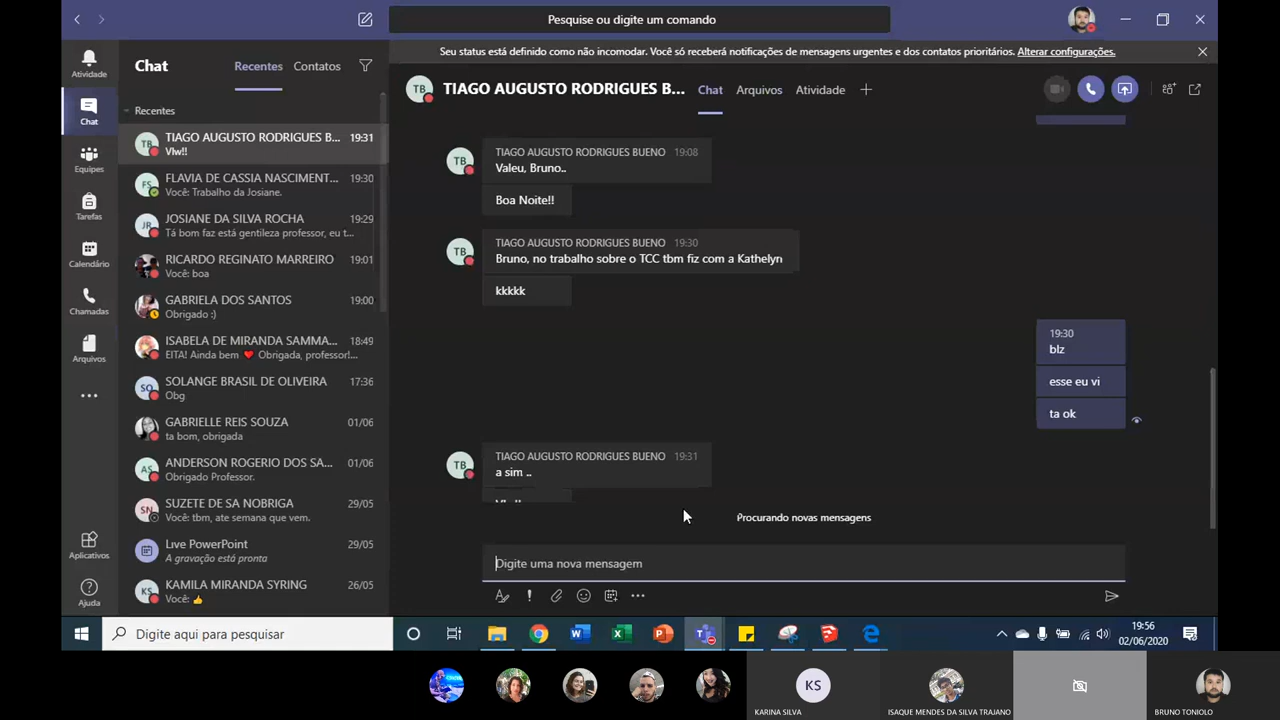 Pesquise ou digite um comando
Seu status está definido como não incomodar. Você só receberá notificações de mensagens urgentes e dos contatos prioritários. Alterar configurações.
Atividade
Chat
Equipes
Tarefas
Calendário
Chamadas
Arquivos
Aplicativos
Ajuda
Chat
Recentes
Contatos
Recentes
TIAGO AUGUSTO RODRIGUES B... 19:31
Vlw!!
FLAVIA DE CASSIA NASCIMENT... 19:30
Você: Trabalho da Josiane.
JOSIANE DA SILVA ROCHA 19:29
Tá bom faz está gentileza professor, eu t...
RICARDO REGINATO MARREIRO 19:01
Você: boa
GABRIELA DOS SANTOS 19:00
Obrigado :)
ISABELA DE MIRANDA SAMMA... 18:49
EITA! Ainda bem ❤ Obrigada, professor!...
SOLANGE BRASIL DE OLIVEIRA 17:36
Obg
GABRIELLE REIS SOUZA 01/06
ta bom, obrigada
ANDERSON ROGERIO DOS SA... 01/06
Obrigado Professor.
SUZETE DE SA NOBRIGA 29/05
Você: tbm, ate semana que vem.
Live PowerPoint 29/05
A gravação está pronta
KAMILA MIRANDA SYRING 26/05
Você: 👍
TB
FS
JR
SO
AS
SN
KS
TB TIAGO AUGUSTO RODRIGUES B...
Chat
Arquivos
Atividade
TB
TIAGO AUGUSTO RODRIGUES BUENO 19:08
Valeu, Bruno..
Boa Noite!!
TB
TIAGO AUGUSTO RODRIGUES BUENO 19:30
Bruno, no trabalho sobre o TCC tbm fiz com a Kathelyn
kkkkk
19:30
blz
esse eu vi
ta ok
TB
TIAGO AUGUSTO RODRIGUES BUENO 19:31
a sim ..
Procurando novas mensagens
Digite uma nova mensagem
Digite aqui para pesquisar
19:56
02/06/2020
KS
KARINA SILVA
ISAQUE MENDES DA SILVA TRAJANO
BRUNO TONIOLO